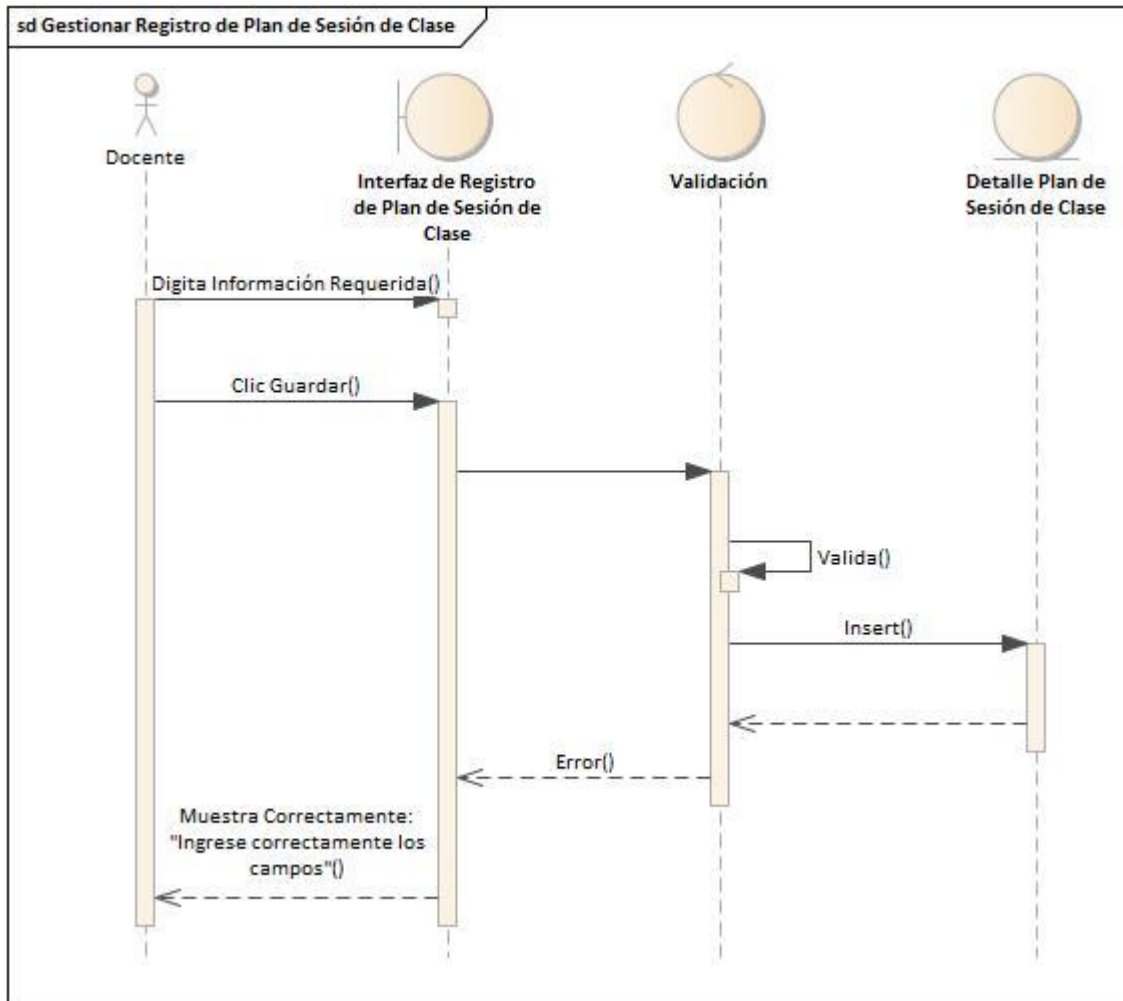 sd Gestionar Registro de Plan de Sesión de Clase
Docente
Interfaz de Registro
de Plan de Sesión de
Clase
Validación
Detalle Plan de
Sesión de Clase
Digita Información Requerida()
Clic Guardar()
Valida()
Insert()
Error()
Muestra Correctamente:
"Ingrese correctamente los
campos"()